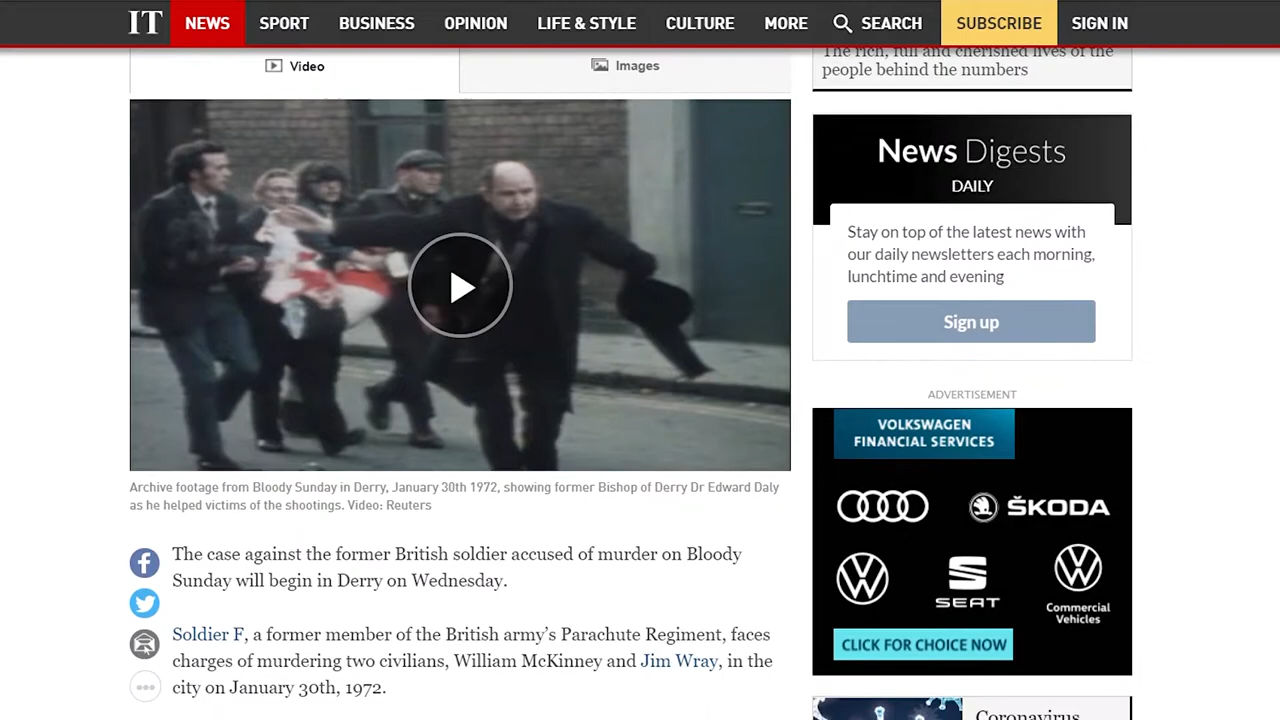 IT NEWS SPORT BUSINESS OPINION LIFE & STYLE CULTURE MORE SEARCH SUBSCRIBE SIGN IN
Video
Images
Archive footage from Bloody Sunday in Derry, January 30th 1972, showing former Bishop of Derry Dr Edward Daly
as he helped victims of the shootings. Video: Reuters
The case against the former British soldier accused of murder on Bloody
Sunday will begin in Derry on Wednesday.
Soldier F, a former member of the British army's Parachute Regiment, faces
charges of murdering two civilians, William McKinney and Jim Wray, in the
city on January 30th, 1972.
The rich, full and cherished lives of the
people behind the numbers
News Digests
DAILY
Stay on top of the latest news with
our daily newsletters each morning,
lunchtime and evening
Sign up
ADVERTISEMENT
VOLKSWAGEN
FINANCIAL SERVICES
ŠKODA
SEAT
Commercial
Vehicles
CLICK FOR CHOICE NOW
Coronavirus